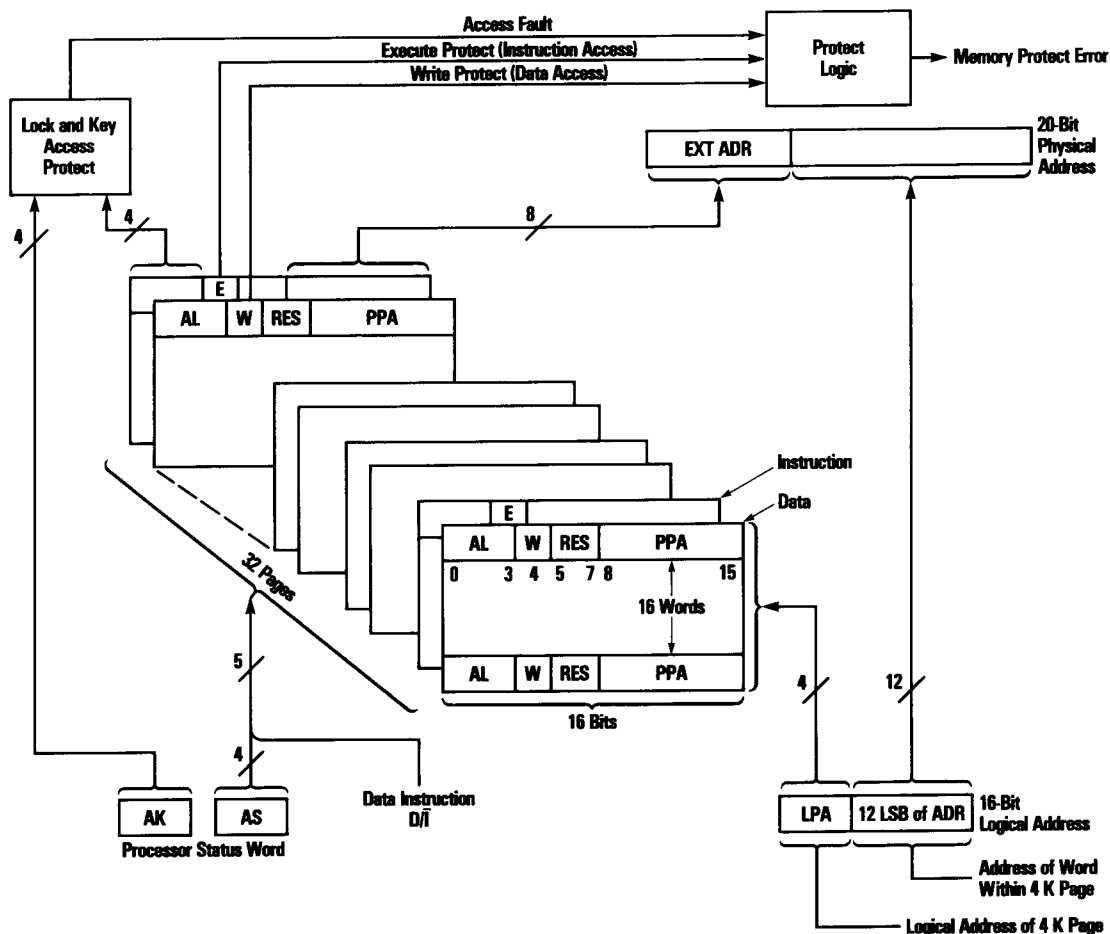 Access Fault
Execute Protect (Instruction Access)
Write Protect (Data Access)
Protect
Logic
Memory Protect Error
Lock and Key
Access
Protect
EXT ADR
20-Bit
Physical
Address
4
4
8
E
AL
W
RES
PPA
Instruction
Data
E
AL
W
RES
PPA
0
3
4
5
7
8
15
16 Words
AL
W
RES
PPA
16 Bits
32 Pages
5
4
4
12
AK
AS
Processor Status Word
Data Instruction
D/Ī
LPA
12 LSB of ADR
16-Bit
Logical Address
Address of Word
Within 4 K Page
Logical Address of 4 K Page